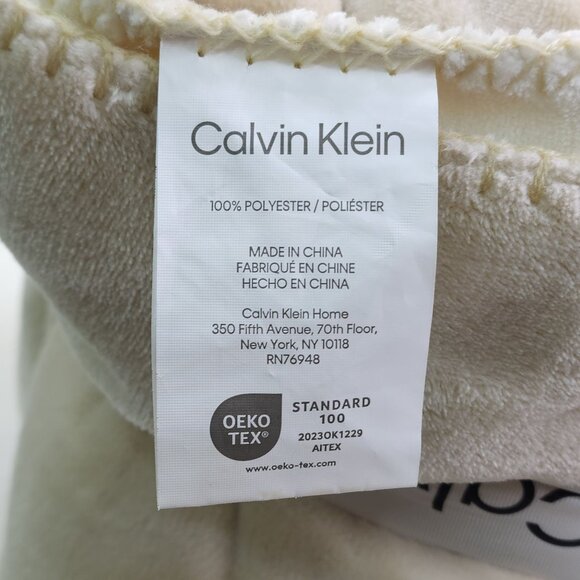 Calvin Klein
100% POLYESTER / POLIÉSTER
MADE IN CHINA
FABRIQUÉ EN CHINE
HECHO EN CHINA
Calvin Klein Home
350 Fifth Avenue, 70th Floor,
New York, NY 10118
RN76948
OEKO
TEX®
STANDARD
100
2023OK1229
AITEX
www.oeko-tex.com